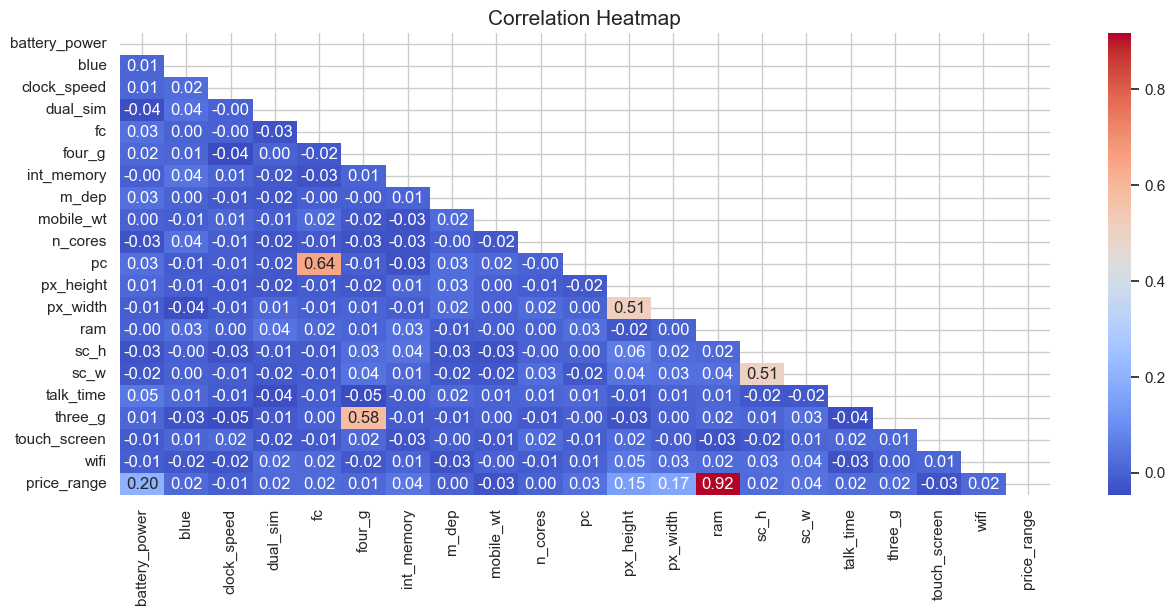 Correlation Heatmap
battery_power
blue 0.01
clock_speed 0.01 0.02
dual_sim -0.04 0.04 -0.00
fc 0.03 0.00 -0.00 -0.03
four_g 0.02 0.01 -0.04 0.00 -0.02
int_memory -0.00 0.04 0.01 -0.02 -0.03 0.01
m_dep 0.03 0.00 -0.01 -0.02 -0.00 -0.00 0.01
mobile_wt 0.00 -0.01 0.01 -0.01 0.02 -0.02 -0.03 0.02
n_cores -0.03 0.04 -0.01 -0.02 -0.01 -0.03 -0.03 -0.00 -0.02
pc 0.03 -0.01 -0.01 -0.02 0.64 -0.01 -0.03 0.03 0.02 -0.00
px_height 0.01 -0.01 -0.01 -0.02 -0.01 -0.02 0.01 0.03 0.00 -0.01 -0.02
px_width -0.01 -0.04 -0.01 0.01 -0.01 0.01 -0.01 0.02 0.00 0.02 0.00 0.51
ram -0.00 0.03 0.00 0.04 0.02 0.01 0.03 -0.01 -0.00 0.00 0.03 -0.02 0.00
sc_h -0.03 -0.00 -0.03 -0.01 -0.01 0.03 0.04 -0.03 -0.03 -0.00 0.00 0.06 0.02 0.02
sc_w -0.02 0.00 -0.01 -0.02 -0.01 0.04 0.01 -0.02 -0.02 0.03 -0.02 0.04 0.03 0.04 0.51
talk_time 0.05 0.01 -0.01 -0.04 -0.01 -0.05 -0.00 0.02 0.01 0.01 0.01 -0.01 0.01 0.01 -0.02 -0.02
three_g 0.01 -0.03 -0.05 -0.01 0.00 0.58 -0.01 -0.01 0.00 -0.01 -0.00 -0.03 0.00 0.02 0.01 0.03 -0.04
touch_screen -0.01 0.01 0.02 -0.02 -0.01 0.02 -0.03 -0.00 -0.01 0.02 -0.01 0.02 -0.00 -0.03 -0.02 0.01 0.02 0.01
wifi -0.01 -0.02 -0.02 0.02 0.02 -0.02 0.01 -0.03 -0.00 -0.01 0.01 0.05 0.03 0.02 0.03 0.04 -0.03 0.00 0.01
price_range 0.20 0.02 -0.01 0.02 0.02 0.01 0.04 0.00 -0.03 0.00 0.03 0.15 0.17 0.92 0.02 0.04 0.02 0.02 -0.03 0.02
battery_power
blue
clock_speed
dual_sim
fc
four_g
int_memory
m_dep
mobile_wt
n_cores
pc
px_height
px_width
ram
sc_h
sc_w
talk_time
three_g
touch_screen
wifi
price_range
0.8
0.6
0.4
0.2
0.0